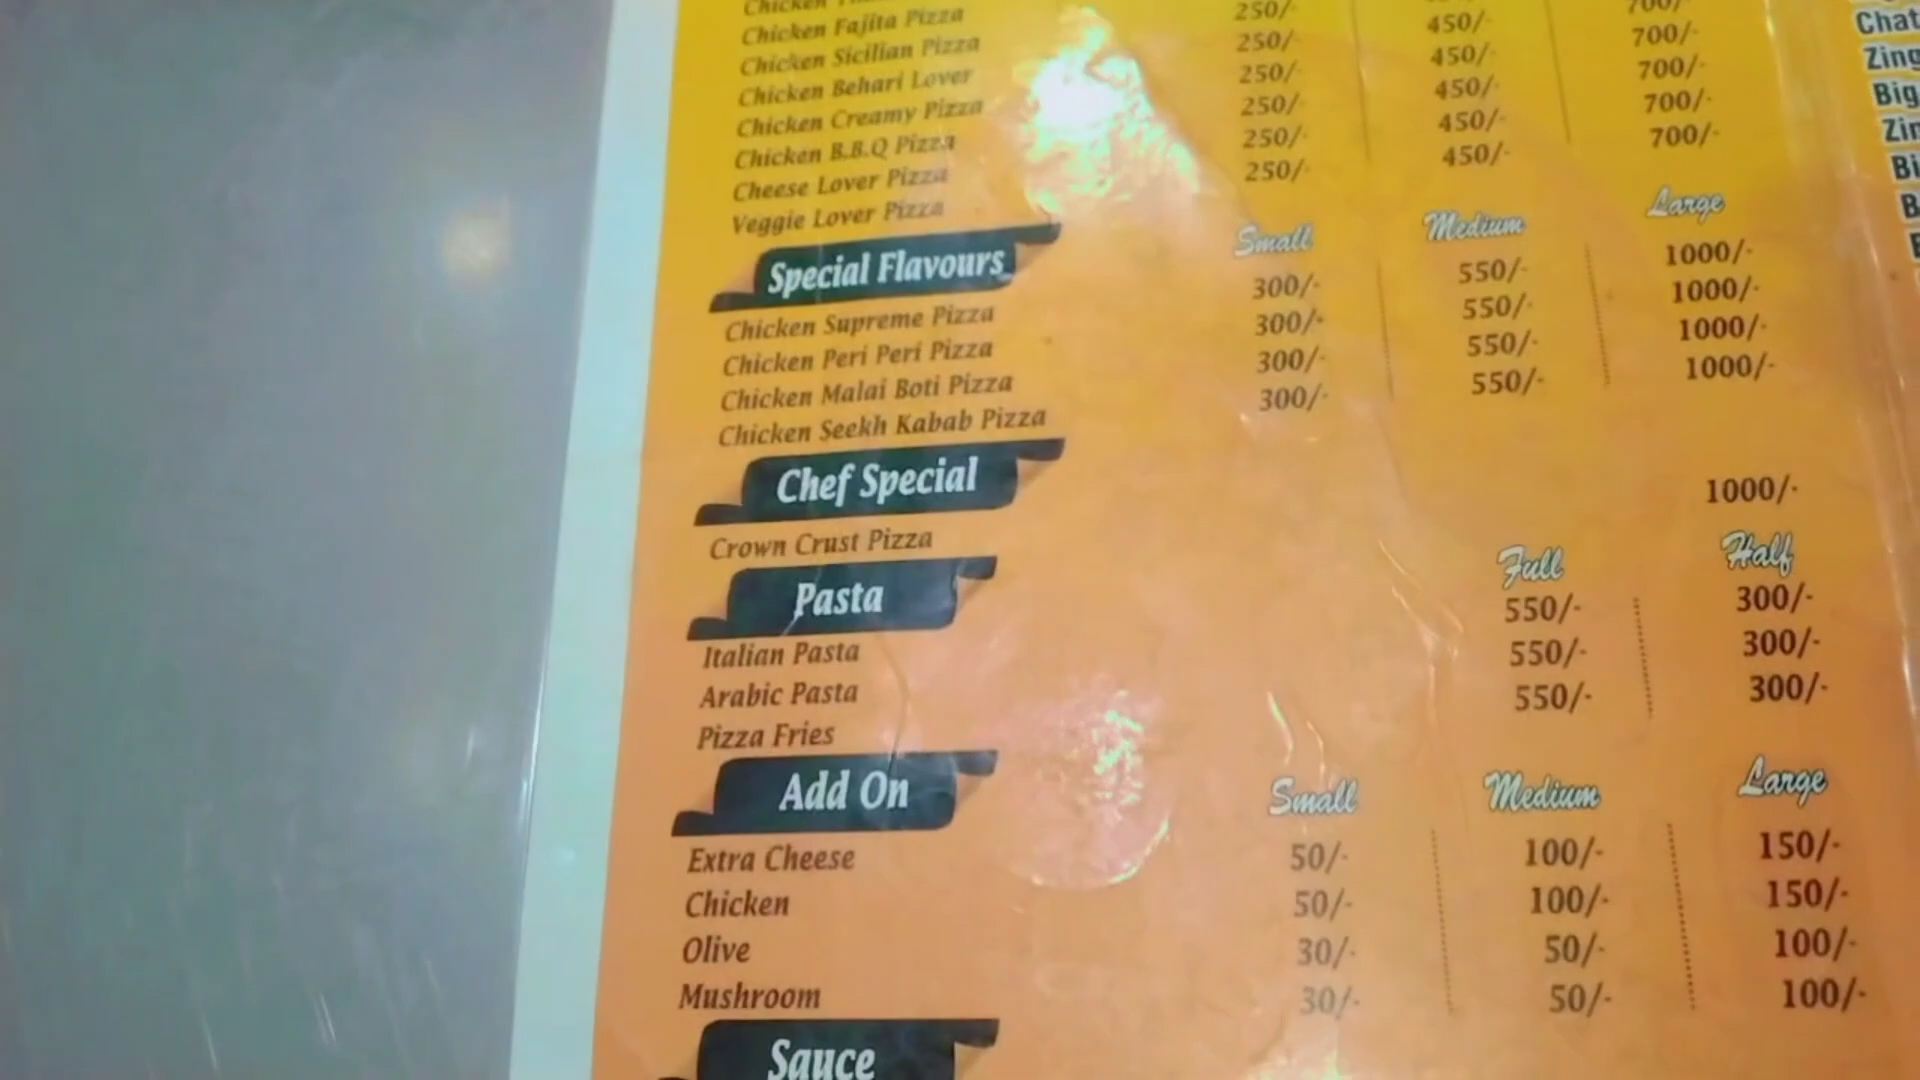 Chicken
Chicken Fajita Pizza 250/- 450/- 700/-
Chicken Sicilian Pizza 250/- 450/- 700/-
Chicken Behari Lover 250/- 450/- 700/-
Chicken Creamy Pizza 250/- 450/- 700/-
Chicken B.B.Q Pizza 250/- 450/- 700/-
Cheese Lover Pizza 250/-
Veggie Lover Pizza
Special Flavours Small Medium Large
Chicken Supreme Pizza 300/- 550/- 1000/-
Chicken Peri Peri Pizza 300/- 550/- 1000/-
Chicken Malai Boti Pizza 300/- 550/- 1000/-
Chicken Seekh Kabab Pizza 300/- 550/- 1000/-
Chef Special
Crown Crust Pizza 1000/-
Pasta Full Half
Italian Pasta 550/- 300/-
Arabic Pasta 550/- 300/-
Pizza Fries 550/- 300/-
Add On Small Medium Large
Extra Cheese 50/- 100/- 150/-
Chicken 50/- 100/- 150/-
Olive 30/- 50/- 100/-
Mushroom 30/- 50/- 100/-
Sauce
Chat
Zing
Big
Zin
Bi
B